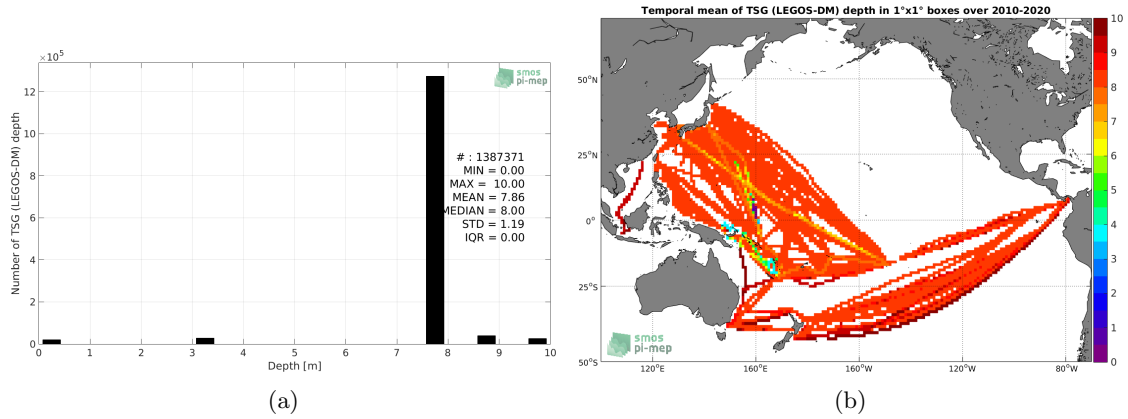 ×10⁵
12
10
8
6
4
2
0
Number of TSG (LEGOS-DM) depth
0 1 2 3 4 5 6 7 8 9 10
Depth [m]
smos
pi-mep
# : 1387371
MIN = 0.00
MAX = 10.00
MEAN = 7.86
MEDIAN = 8.00
STD = 1.19
IQR = 0.00
(a)
Temporal mean of TSG (LEGOS-DM) depth in 1°x1° boxes over 2010-2020
50°N
25°N
0°
25°S
50°S
120°E 160°E 160°W 120°W 80°W
smos
pi-mep
10
9
8
7
6
5
4
3
2
1
0
(b)